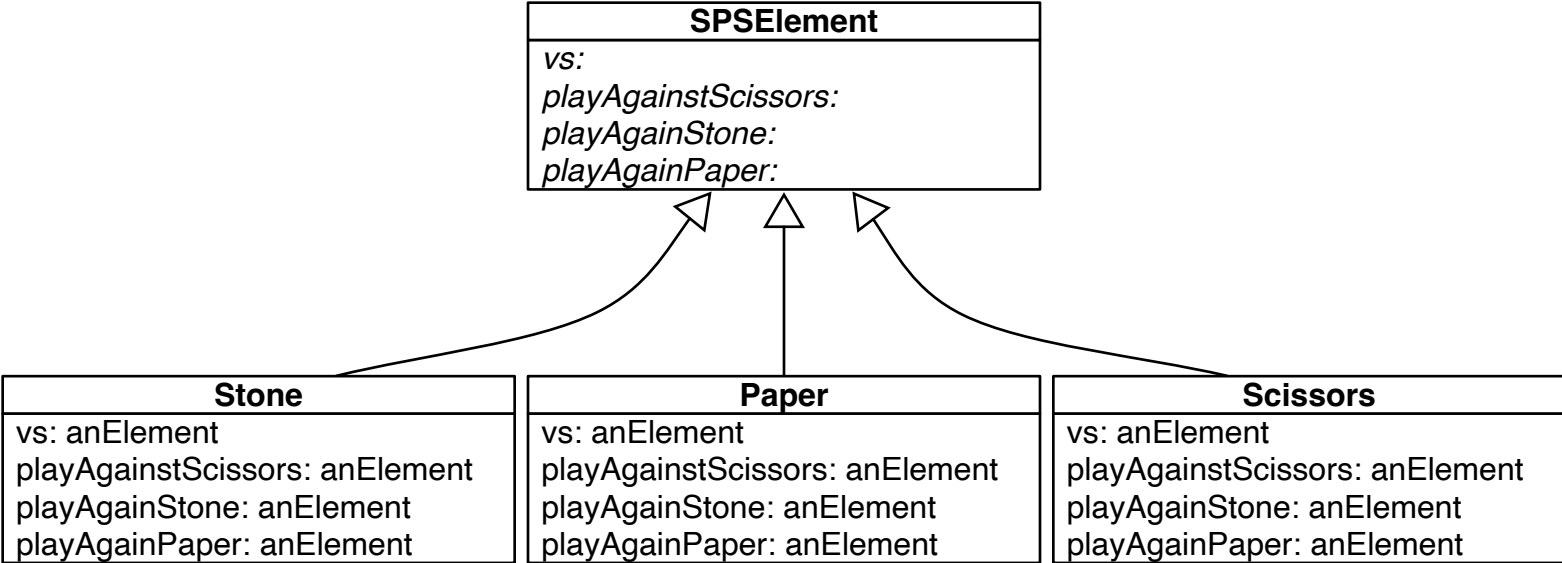 SPSElement
vs:
playAgainstScissors:
playAgainStone:
playAgainPaper:
Stone
vs: anElement
playAgainstScissors: anElement
playAgainStone: anElement
playAgainPaper: anElement
Paper
vs: anElement
playAgainstScissors: anElement
playAgainStone: anElement
playAgainPaper: anElement
Scissors
vs: anElement
playAgainstScissors: anElement
playAgainStone: anElement
playAgainPaper: anElement